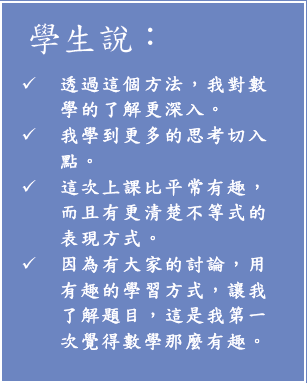 學生說：
✓ 透過這個方法，我對數
學的了解更深入。
✓ 我學到更多的思考切入
點。
✓ 這次上課比平常有趣，
而且有更清楚不等式的
表現方式。
✓ 因為有大家的討論，用
有趣的學習方式，讓我
了解題目，這是我第一
次覺得數學那麼有趣。